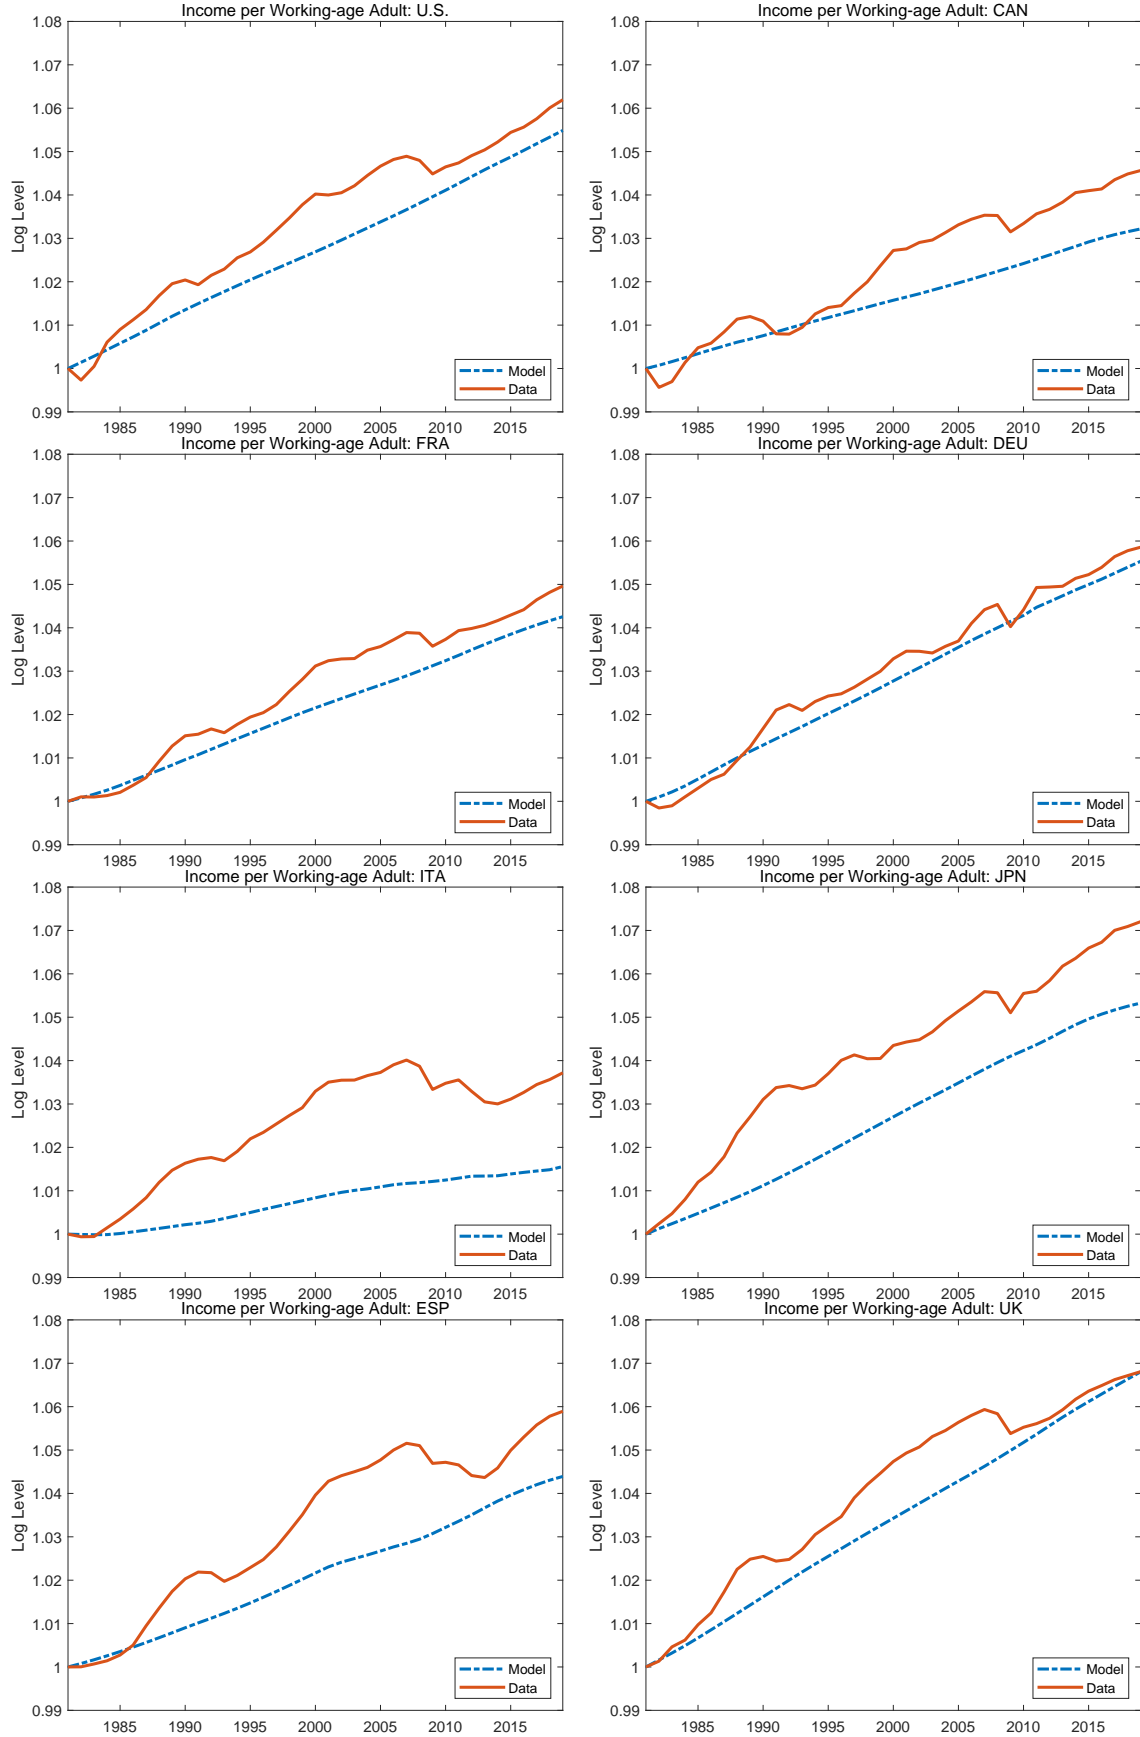 Income per Working-age Adult: U.S.
1.08
1.07
1.06
1.05
1.04
1.03
1.02
1.01
1
0.99
Log Level
1985 1990 1995 2000 2005 2010 2015
Model
Data
Income per Working-age Adult: CAN
1.08
1.07
1.06
1.05
1.04
1.03
1.02
1.01
1
0.99
Log Level
1985 1990 1995 2000 2005 2010 2015
Model
Data
Income per Working-age Adult: FRA
1.08
1.07
1.06
1.05
1.04
1.03
1.02
1.01
1
0.99
Log Level
1985 1990 1995 2000 2005 2010 2015
Model
Data
Income per Working-age Adult: DEU
1.08
1.07
1.06
1.05
1.04
1.03
1.02
1.01
1
0.99
Log Level
1985 1990 1995 2000 2005 2010 2015
Model
Data
Income per Working-age Adult: ITA
1.08
1.07
1.06
1.05
1.04
1.03
1.02
1.01
1
0.99
Log Level
1985 1990 1995 2000 2005 2010 2015
Model
Data
Income per Working-age Adult: JPN
1.08
1.07
1.06
1.05
1.04
1.03
1.02
1.01
1
0.99
Log Level
1985 1990 1995 2000 2005 2010 2015
Model
Data
Income per Working-age Adult: ESP
1.08
1.07
1.06
1.05
1.04
1.03
1.02
1.01
1
0.99
Log Level
1985 1990 1995 2000 2005 2010 2015
Model
Data
Income per Working-age Adult: UK
1.08
1.07
1.06
1.05
1.04
1.03
1.02
1.01
1
0.99
Log Level
1985 1990 1995 2000 2005 2010 2015
Model
Data